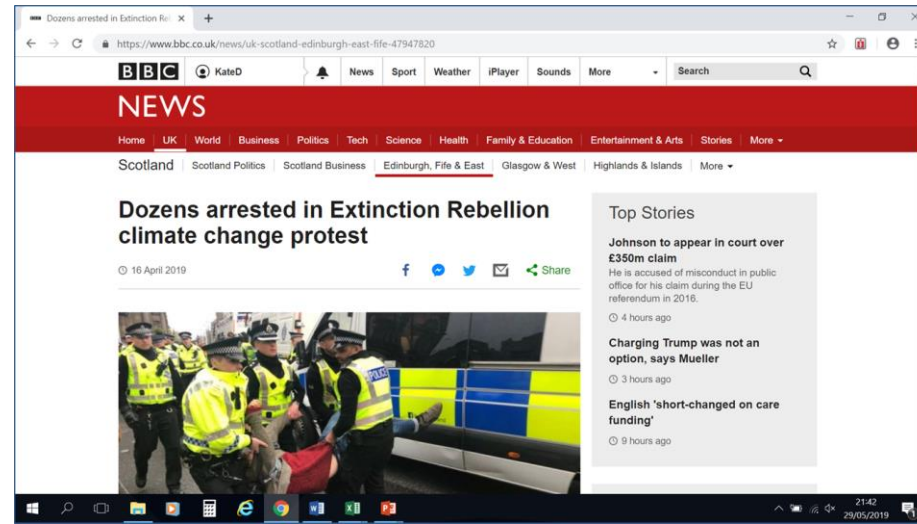 Dozens arrested in Extinction Rel
https://www.bbc.co.uk/news/uk-scotland-edinburgh-east-fife-47947820
BBC KateD News Sport Weather iPlayer Sounds More Search
NEWS
Home UK World Business Politics Tech Science Health Family & Education Entertainment & Arts Stories More
Scotland Scotland Politics Scotland Business Edinburgh, Fife & East Glasgow & West Highlands & Islands More
Dozens arrested in Extinction Rebellion
climate change protest
16 April 2019
Share
POLICE
Top Stories
Johnson to appear in court over
£350m claim
He is accused of misconduct in public
office for his claim during the EU
referendum in 2016.
4 hours ago
Charging Trump was not an
option, says Mueller
3 hours ago
English 'short-changed on care
funding'
9 hours ago
21:42
29/05/2019